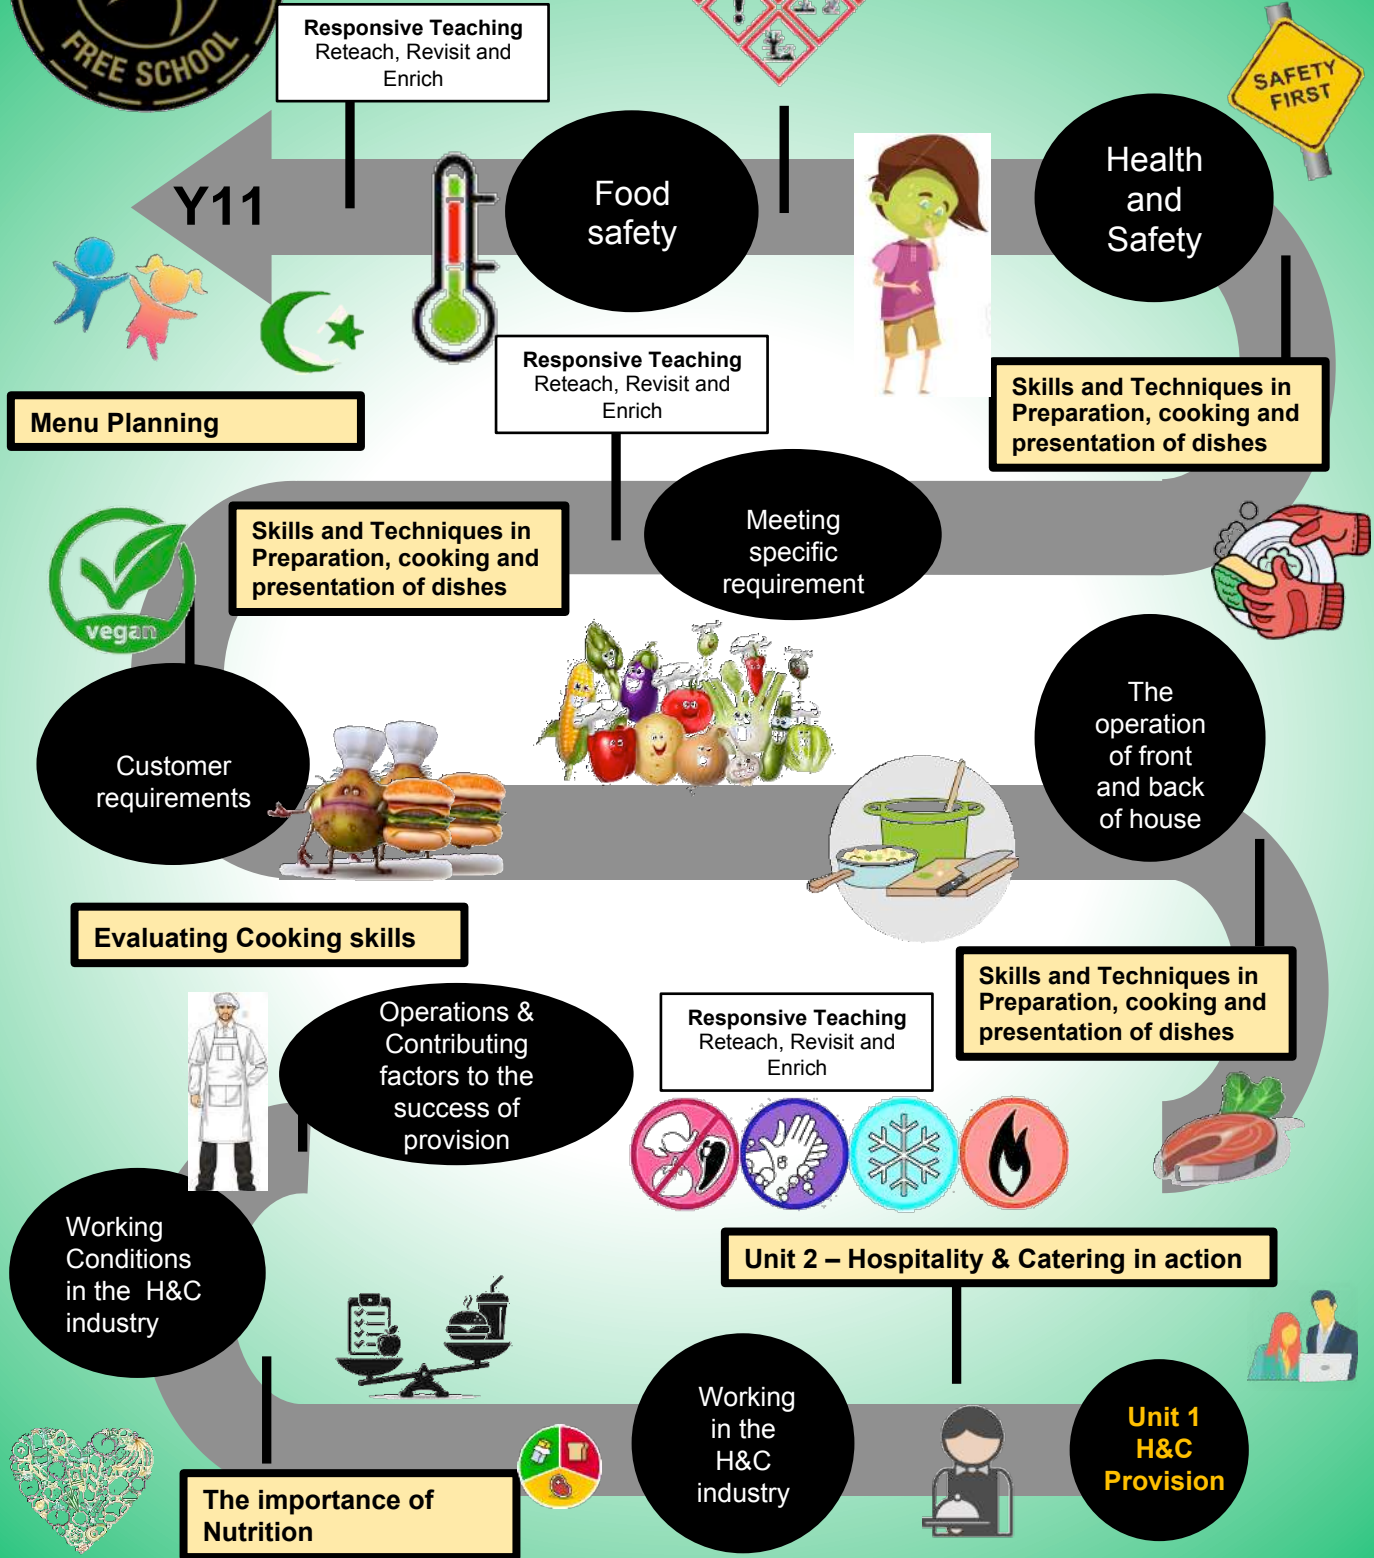 FREE SCHOOL
Responsive Teaching
Reteach, Revisit and
Enrich
SAFETY
FIRST
Y11
Food
safety
Health
and
Safety
Responsive Teaching
Reteach, Revisit and
Enrich
Skills and Techniques in
Preparation, cooking and
presentation of dishes
Menu Planning
Skills and Techniques in
Preparation, cooking and
presentation of dishes
Meeting
specific
requirement
vegan
Customer
requirements
The
operation
of front
and back
of house
Evaluating Cooking skills
Operations &
Contributing
factors to the
success of
provision
Responsive Teaching
Reteach, Revisit and
Enrich
Skills and Techniques in
Preparation, cooking and
presentation of dishes
Working
Conditions
in the H&C
industry
Unit 2 – Hospitality & Catering in action
Working
in the
H&C
industry
Unit 1
H&C
Provision
The importance of
Nutrition